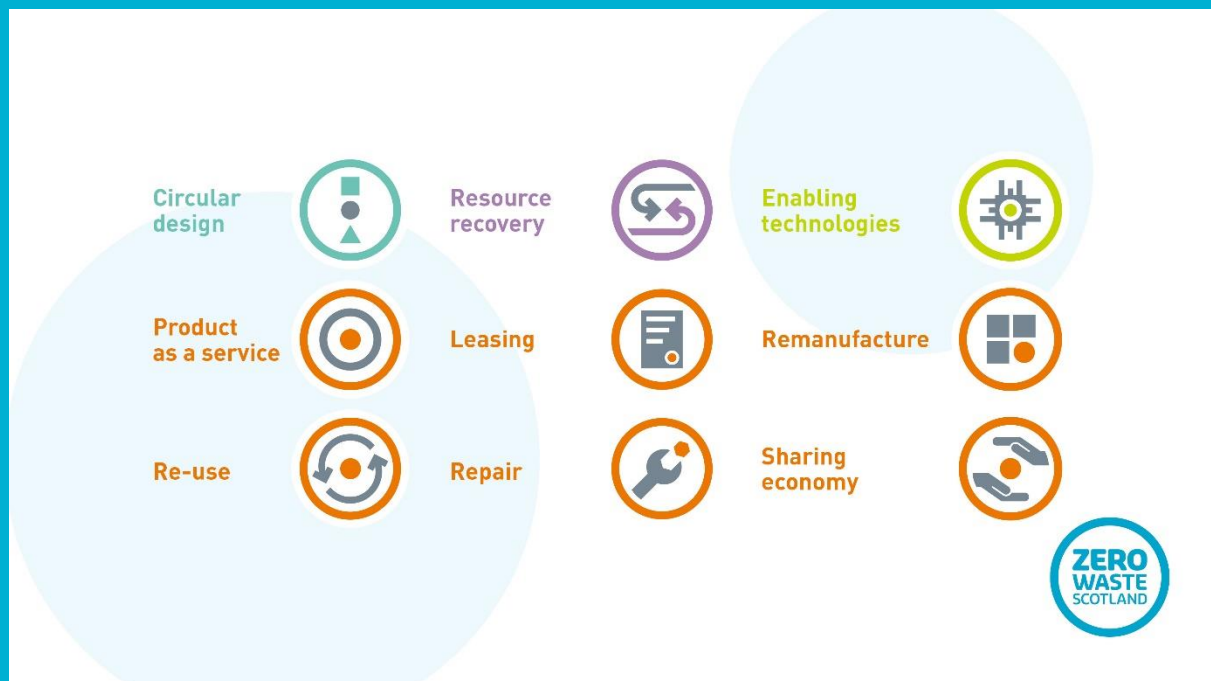 Circular
design
Resource
recovery
Enabling
technologies
Product
as a service
Leasing
Remanufacture
Re-use
Repair
Sharing
economy
ZERO
WASTE
SCOTLAND